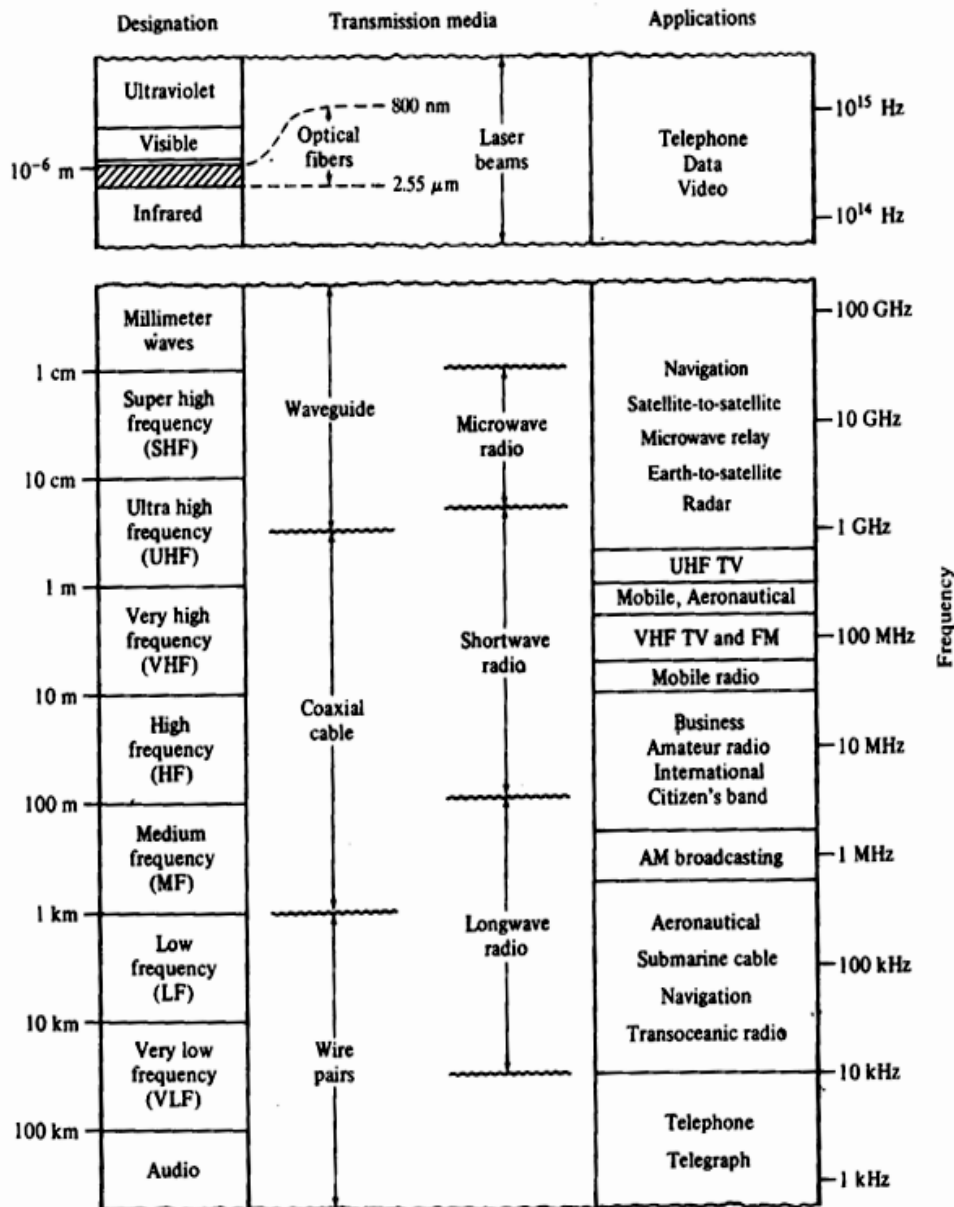 Designation
Transmission media
Applications
Ultraviolet
Visible
Infrared
10⁻⁶ m
Optical
fibers
800 nm
2.55 μm
Laser
beams
Telephone
Data
Video
10¹⁵ Hz
10¹⁴ Hz
Millimeter
waves
1 cm
Super high
frequency
(SHF)
10 cm
Ultra high
frequency
(UHF)
1 m
Very high
frequency
(VHF)
10 m
High
frequency
(HF)
100 m
Medium
frequency
(MF)
1 km
Low
frequency
(LF)
10 km
Very low
frequency
(VLF)
100 km
Audio
Waveguide
Coaxial
cable
Wire
pairs
Microwave
radio
Shortwave
radio
Longwave
radio
Navigation
Satellite-to-satellite
Microwave relay
Earth-to-satellite
Radar
UHF TV
Mobile, Aeronautical
VHF TV and FM
Mobile radio
Business
Amateur radio
International
Citizen's band
AM broadcasting
Aeronautical
Submarine cable
Navigation
Transoceanic radio
Telephone
Telegraph
100 GHz
10 GHz
1 GHz
100 MHz
10 MHz
1 MHz
100 kHz
10 kHz
1 kHz
Frequency